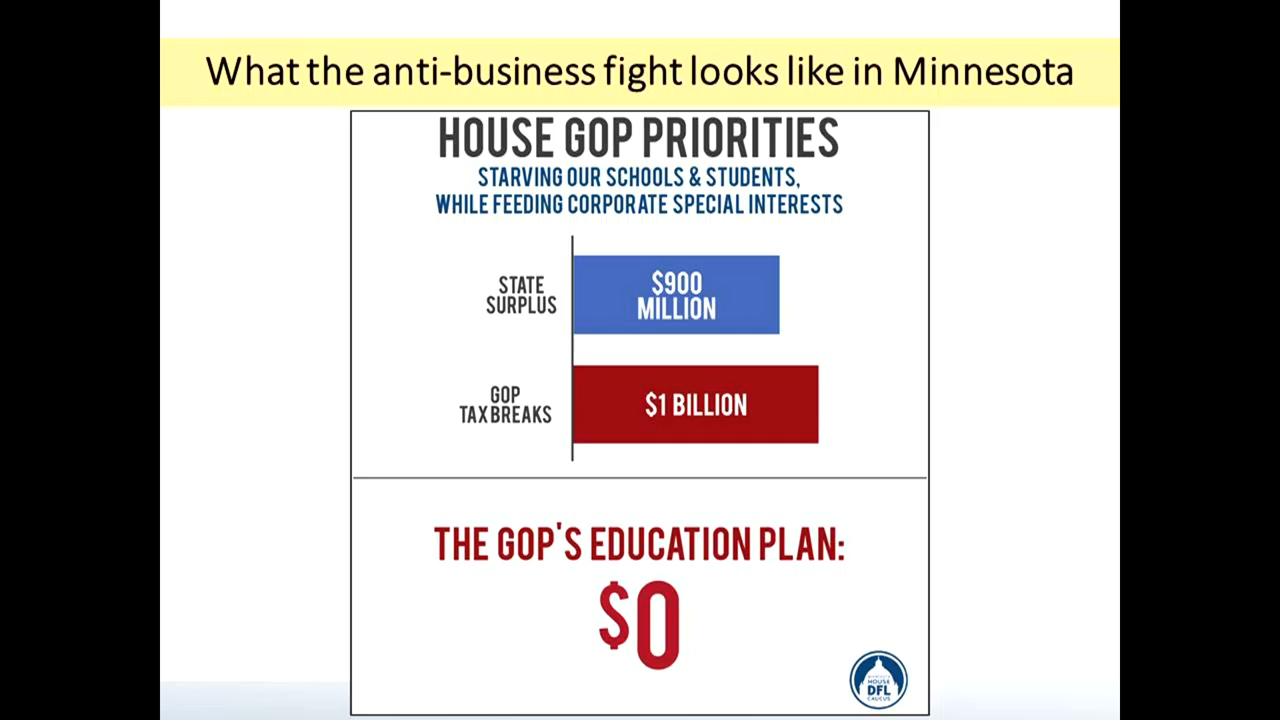 What the anti-business fight looks like in Minnesota
HOUSE GOP PRIORITIES
STARVING OUR SCHOOLS & STUDENTS,
WHILE FEEDING CORPORATE SPECIAL INTERESTS
STATE
SURPLUS
$900
MILLION
GOP
TAX BREAKS
$1 BILLION
THE GOP'S EDUCATION PLAN:
$0
MINNESOTA
HOUSE
DFL
CAUCUS